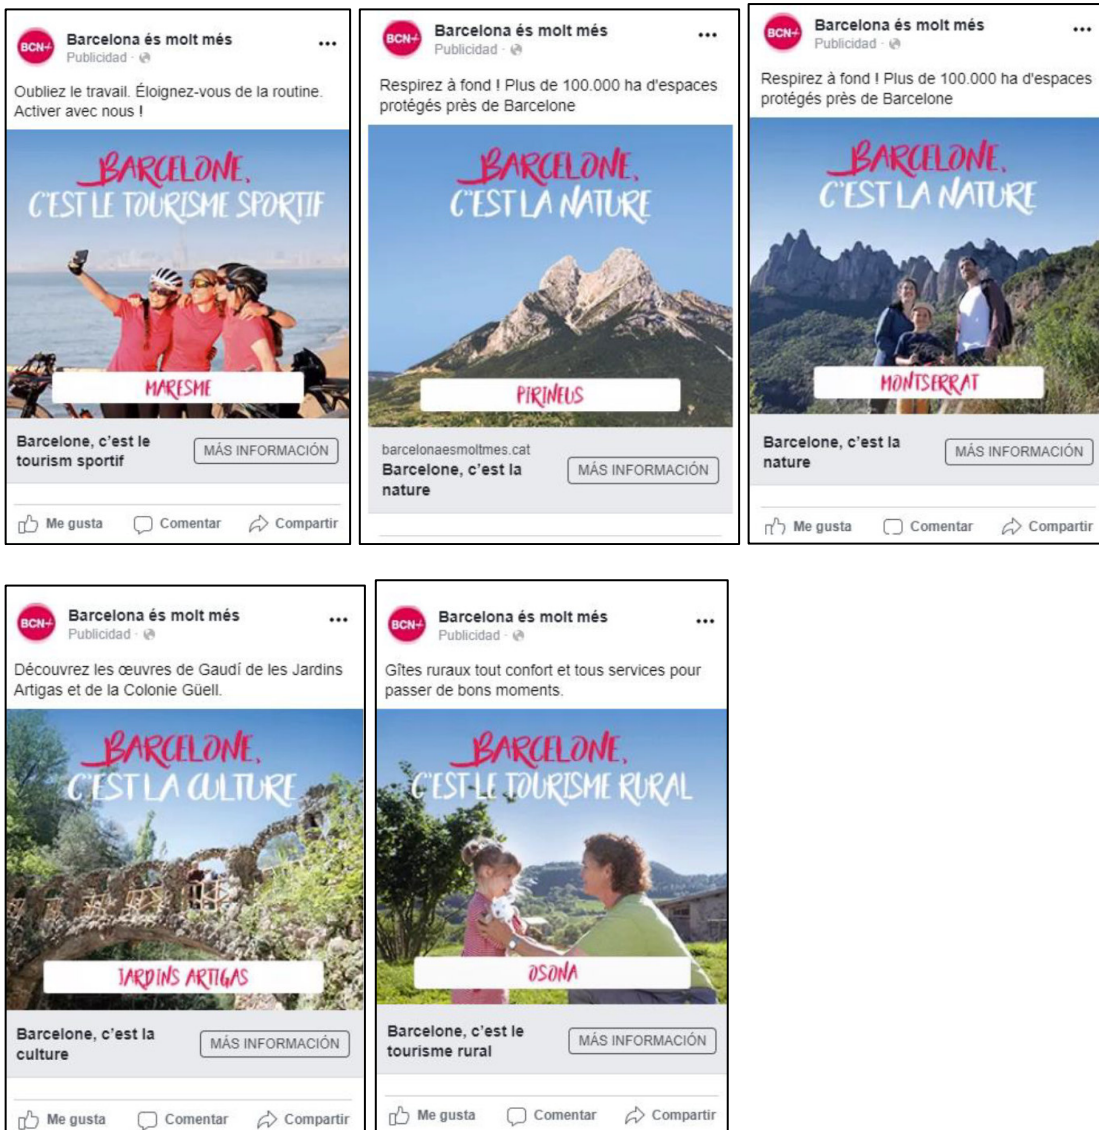 BCN+
Barcelona és molt més
Publicidad ·
Oubliez le travail. Éloignez-vous de la routine.
Activer avec nous !
BARCELONE,
C'EST LE TOURISME SPORTIF
MARESME
Barcelone, c'est le
tourism sportif
MÁS INFORMACIÓN
Me gusta
Comentar
Compartir
BCN+
Barcelona és molt més
Publicidad ·
Respirez à fond ! Plus de 100.000 ha d'espaces
protégés près de Barcelone
BARCELONE,
C'EST LA NATURE
PIRINEUS
barcelonaesmoltmes.cat
Barcelone, c'est la
nature
MÁS INFORMACIÓN
BCN+
Barcelona és molt més
Publicidad ·
Respirez à fond ! Plus de 100.000 ha d'espaces
protégés près de Barcelone
BARCELONE,
C'EST LA NATURE
MONTSERRAT
Barcelone, c'est la
nature
MÁS INFORMACIÓN
Me gusta
Comentar
Compartir
BCN+
Barcelona és molt més
Publicidad ·
Découvrez les œuvres de Gaudí de les Jardins
Artigas et de la Colonie Güell.
BARCELONE,
C'EST LA CULTURE
JARDINS ARTIGAS
Barcelone, c'est la
culture
MÁS INFORMACIÓN
Me gusta
Comentar
Compartir
BCN+
Barcelona és molt més
Publicidad ·
Gîtes ruraux tout confort et tous services pour
passer de bons moments.
BARCELONE,
C'EST LE TOURISME RURAL
OSONA
Barcelone, c'est le
tourisme rural
MÁS INFORMACIÓN
Me gusta
Comentar
Compartir